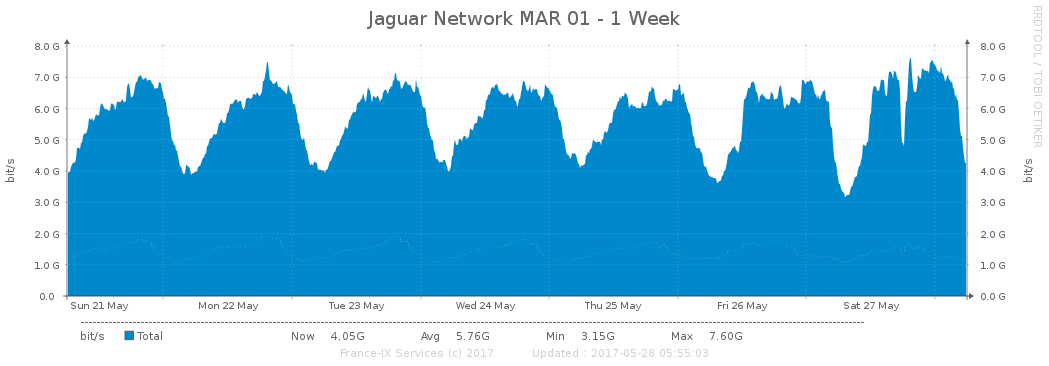 Jaguar Network MAR 01 - 1 Week
RRDTOOL / TOBI OETIKER
8.0 G 8.0 G
7.0 G 7.0 G
6.0 G 6.0 G
5.0 G 5.0 G
4.0 G 4.0 G
3.0 G 3.0 G
2.0 G 2.0 G
1.0 G 1.0 G
0.0 0.0 G
bit/s bit/s
Sun 21 May Mon 22 May Tue 23 May Wed 24 May Thu 25 May Fri 26 May Sat 27 May
bit/s Total Now 4.05G Avg 5.76G Min 3.15G Max 7.60G
France-IX Services (c) 2017 Updated : 2017-05-28 05:55:03